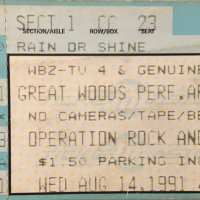 SECT 1 CC 23
SECTION/AISLE ROW/BOX SEAT
RAIN OR SHINE
WBZ-TV 4 & GENUINE
GREAT WOODS PERF.AR
NO CAMERAS/TAPE/BE
OPERATION ROCK AND
$1.50 PARKING IN
WED AUG 14,1991